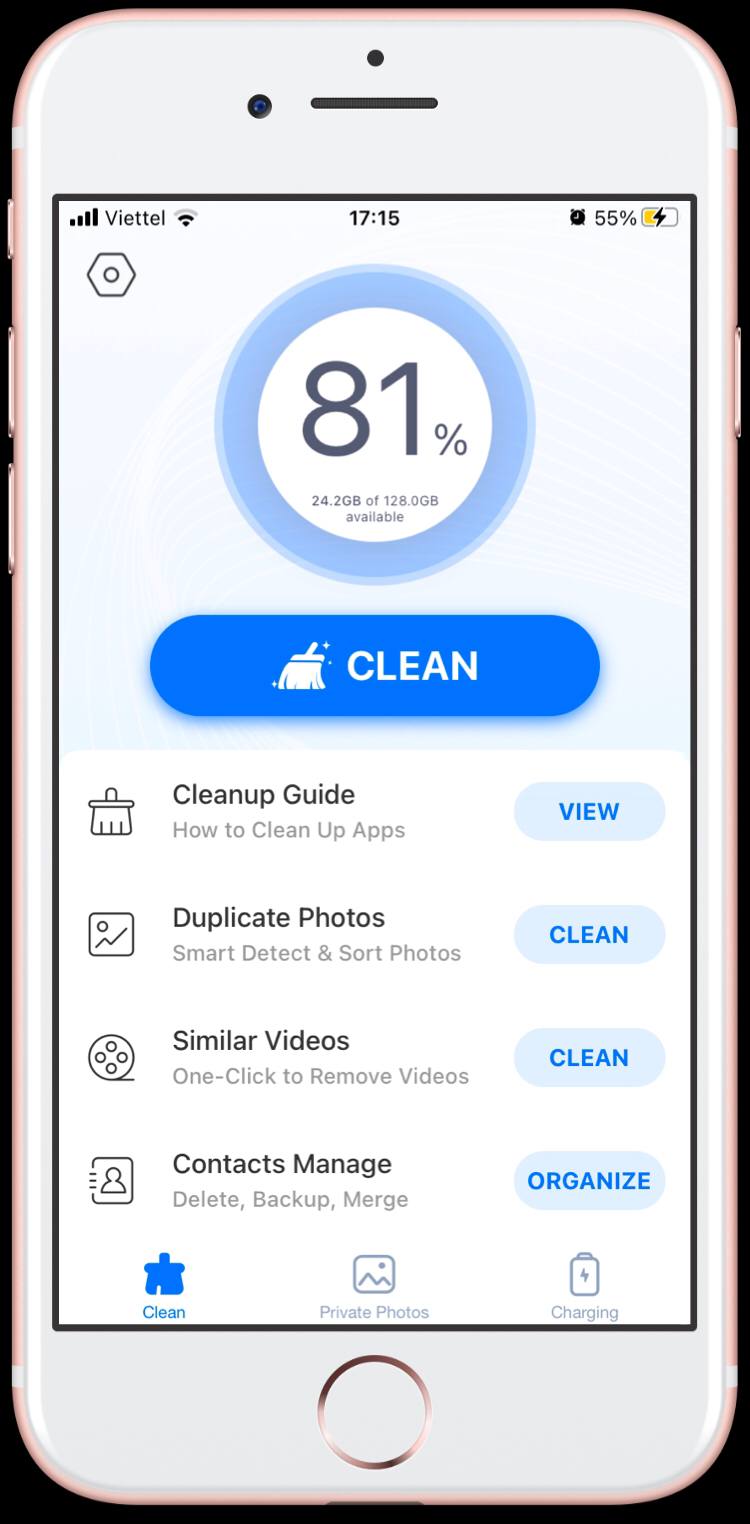 Viettel
17:15
55%
81%
24.2GB of 128.0GB
available
CLEAN
Cleanup Guide
How to Clean Up Apps
VIEW
Duplicate Photos
Smart Detect & Sort Photos
CLEAN
Similar Videos
One-Click to Remove Videos
CLEAN
Contacts Manage
Delete, Backup, Merge
ORGANIZE
Clean
Private Photos
Charging